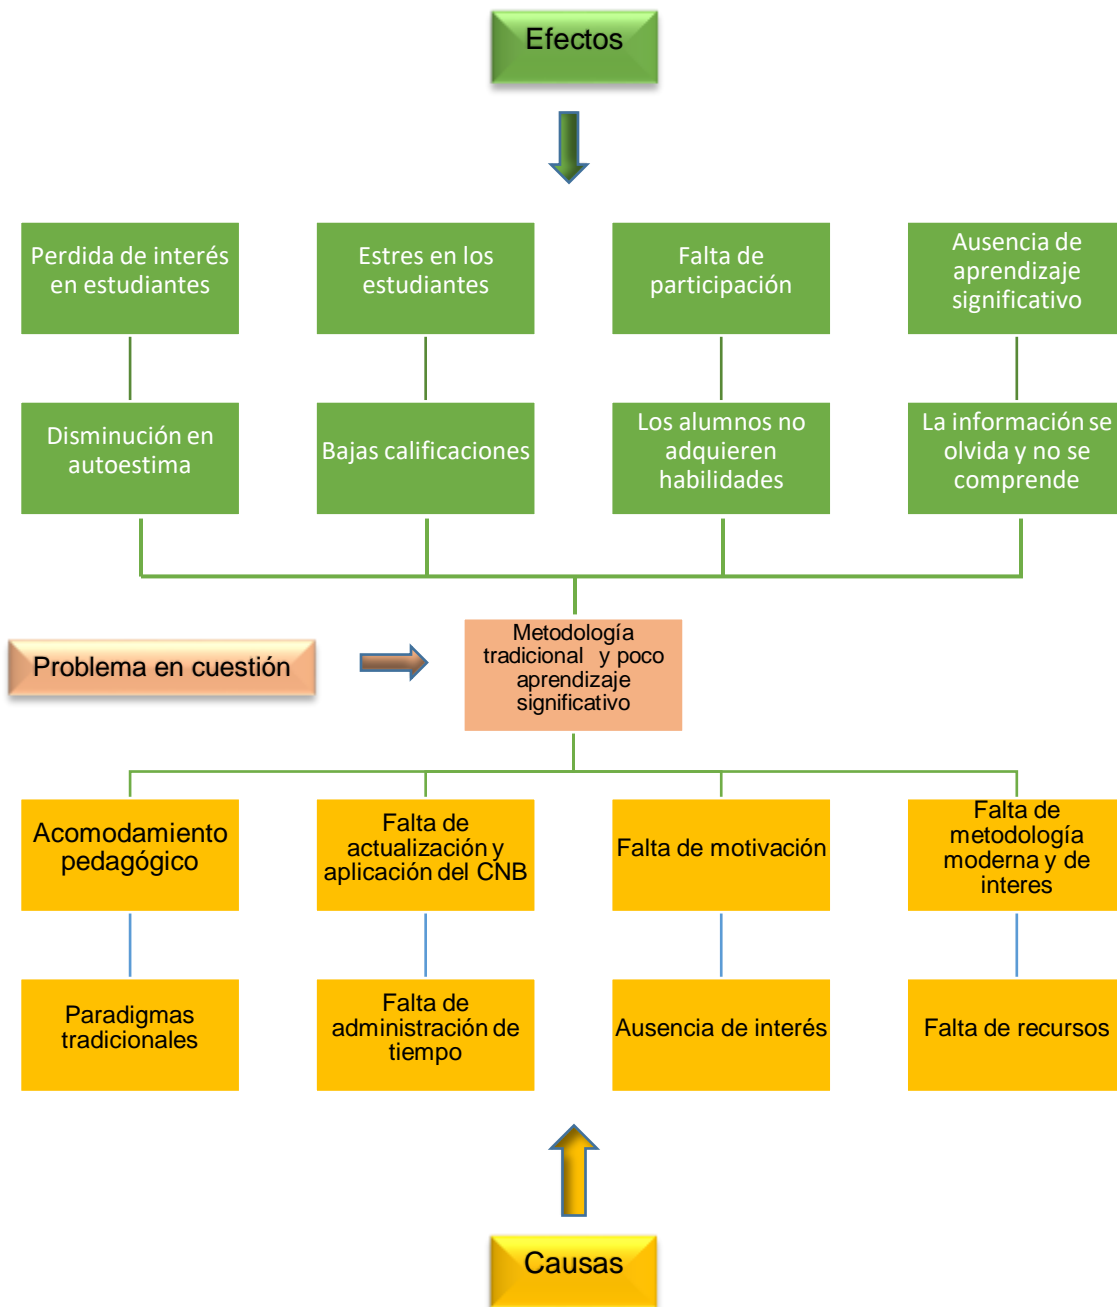 Efectos
Perdida de interés
en estudiantes
Estres en los
estudiantes
Falta de
participación
Ausencia de
aprendizaje
significativo
Disminución en
autoestima
Bajas calificaciones
Los alumnos no
adquieren
habilidades
La información se
olvida y no se
comprende
Problema en cuestión
Metodología
tradicional y poco
aprendizaje
significativo
Acomodamiento
pedagógico
Falta de
actualización y
aplicación del CNB
Falta de motivación
Falta de
metodología
moderna y de
interes
Paradigmas
tradicionales
Falta de
administración de
tiempo
Ausencia de interés
Falta de recursos
Causas